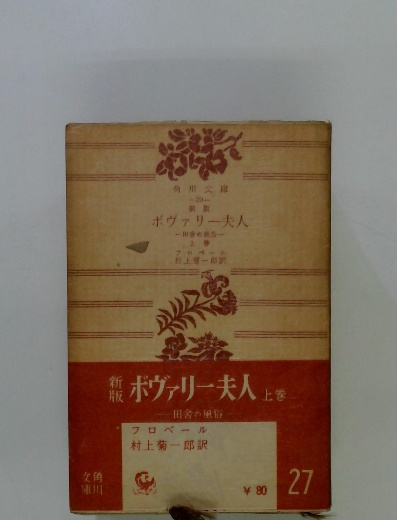 角川文庫
—29—
新版
ボヴァリー夫人
—田舎の風俗—
上巻
フロベール
村上菊一郎訳
新版 ボヴァリー夫人 上巻
——田舎の風俗——
フロベール
村上菊一郎訳
角川文庫
¥ 80
27